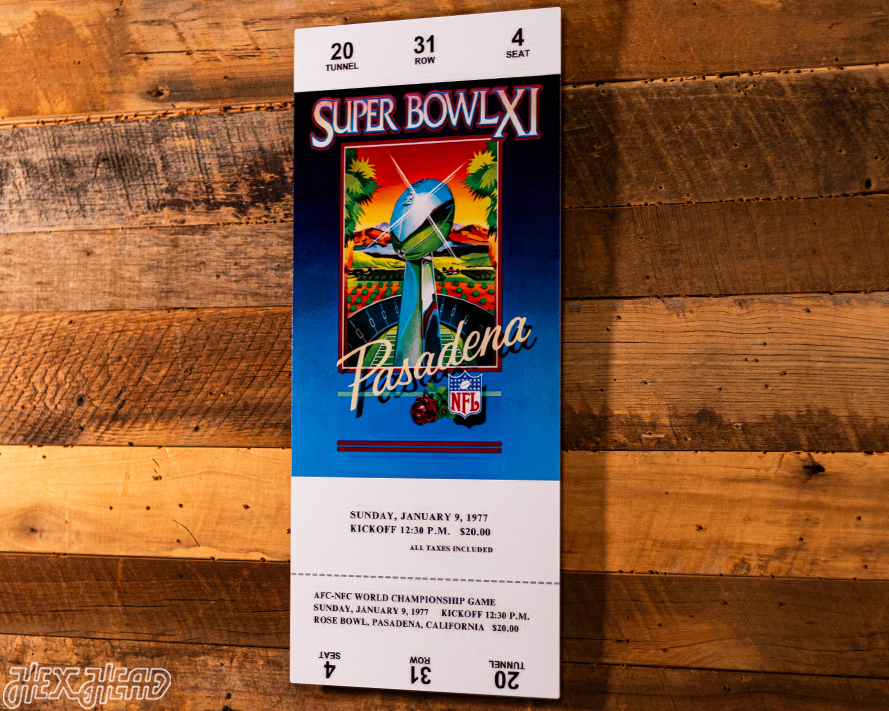 20 31 4
TUNNEL ROW SEAT
SUPER BOWL XI
Pasadena
NFL
SUNDAY, JANUARY 9, 1977
KICKOFF 12:30 P.M. $20.00
ALL TAXES INCLUDED
AFC-NFC WORLD CHAMPIONSHIP GAME
SUNDAY, JANUARY 9, 1977 KICKOFF 12:30 P.M.
ROSE BOWL, PASADENA, CALIFORNIA $20.00
4 31 20
SEAT ROW TUNNEL
HEX HEAD